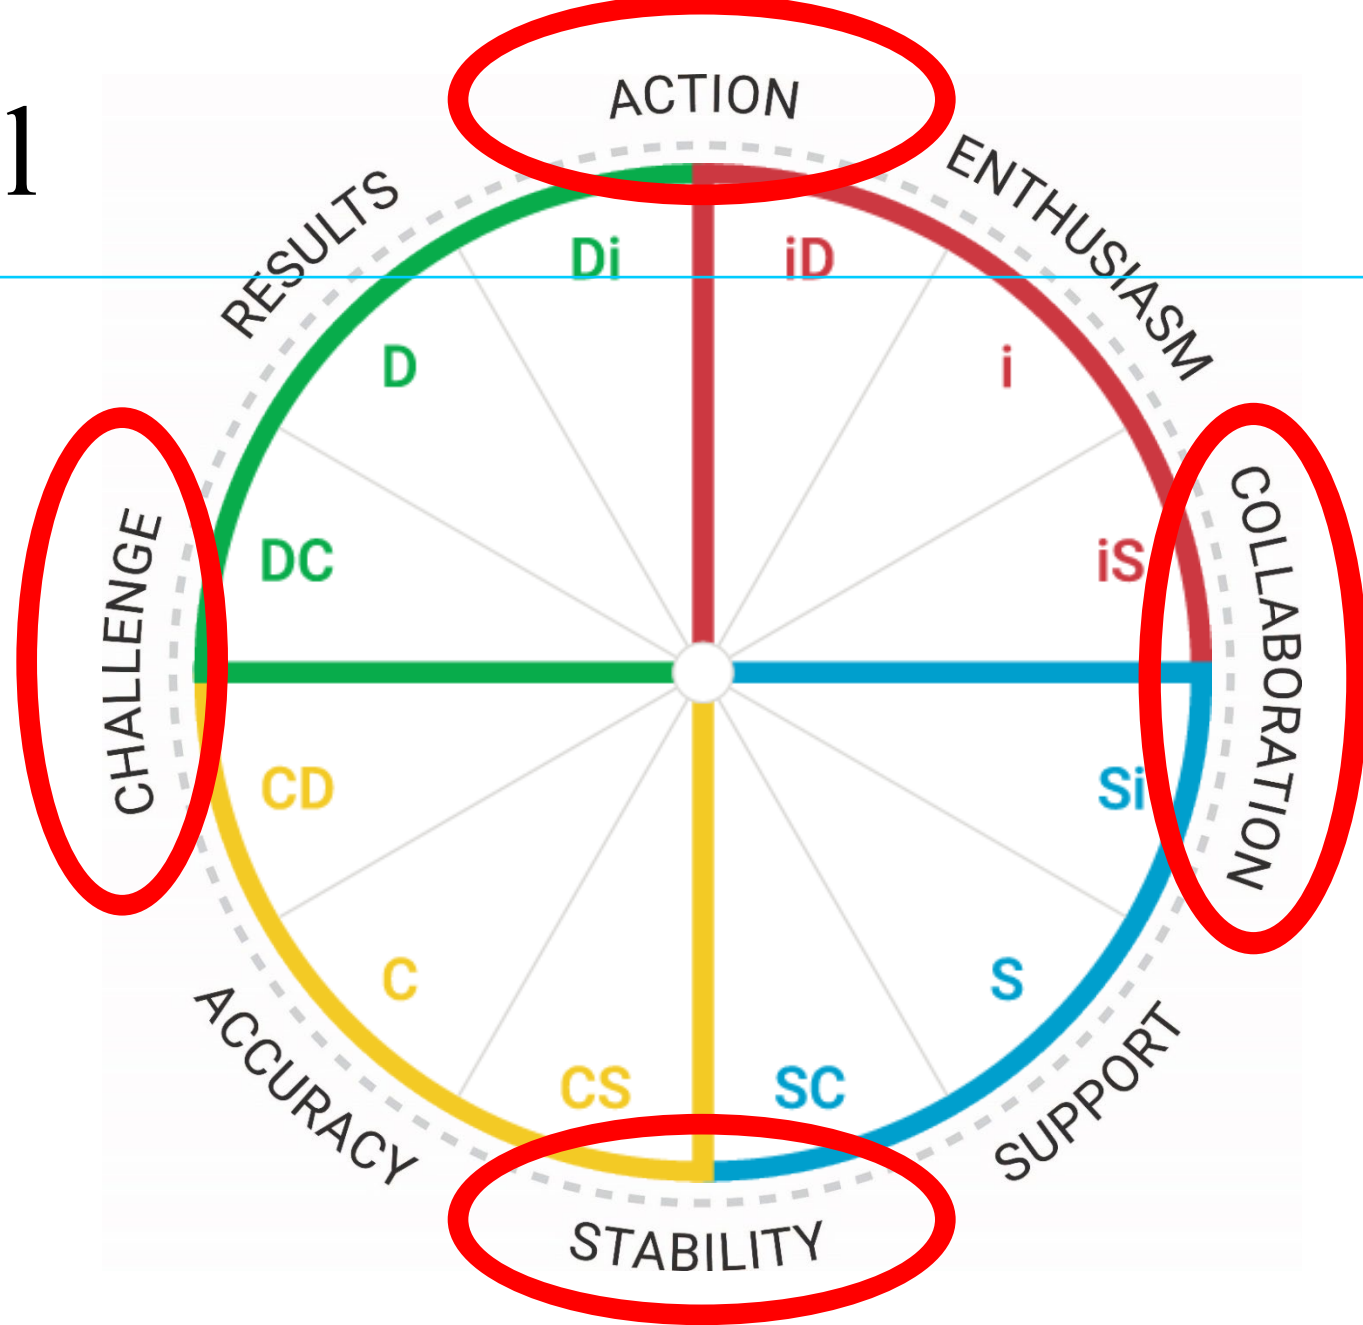 1
ACTION
ENTHUSIASM
RESULTS
Di
iD
D
i
DC
iS
CHALLENGE
COLLABORATION
CD
Si
C
S
CS
SC
ACCURACY
SUPPORT
STABILITY